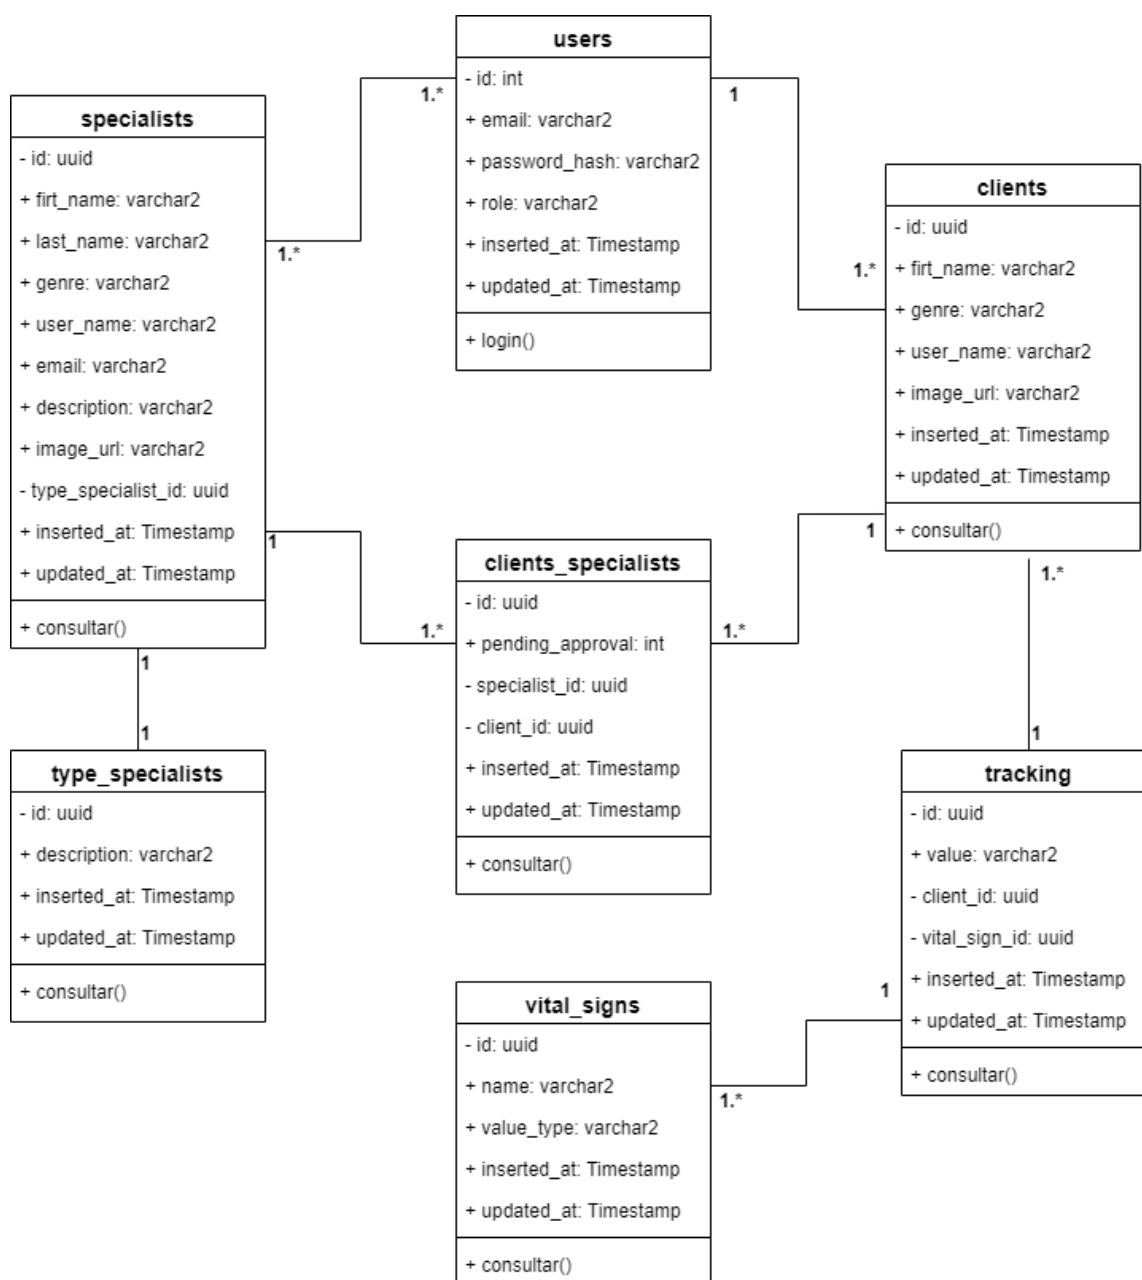 users
- id: int
+ email: varchar2
+ password_hash: varchar2
+ role: varchar2
+ inserted_at: Timestamp
+ updated_at: Timestamp
+ login()
1.*
1
specialists
- id: uuid
+ firt_name: varchar2
+ last_name: varchar2
+ genre: varchar2
+ user_name: varchar2
+ email: varchar2
+ description: varchar2
+ image_url: varchar2
- type_specialist_id: uuid
+ inserted_at: Timestamp
+ updated_at: Timestamp
+ consultar()
1.*
1
1
clients
- id: uuid
+ firt_name: varchar2
+ genre: varchar2
+ user_name: varchar2
+ image_url: varchar2
+ inserted_at: Timestamp
+ updated_at: Timestamp
+ consultar()
1.*
1
1.*
clients_specialists
- id: uuid
+ pending_approval: int
- specialist_id: uuid
- client_id: uuid
+ inserted_at: Timestamp
+ updated_at: Timestamp
+ consultar()
1.*
1.*
1
type_specialists
- id: uuid
+ description: varchar2
+ inserted_at: Timestamp
+ updated_at: Timestamp
+ consultar()
1
tracking
- id: uuid
+ value: varchar2
- client_id: uuid
- vital_sign_id: uuid
+ inserted_at: Timestamp
+ updated_at: Timestamp
+ consultar()
1
vital_signs
- id: uuid
+ name: varchar2
+ value_type: varchar2
+ inserted_at: Timestamp
+ updated_at: Timestamp
+ consultar()
1.*